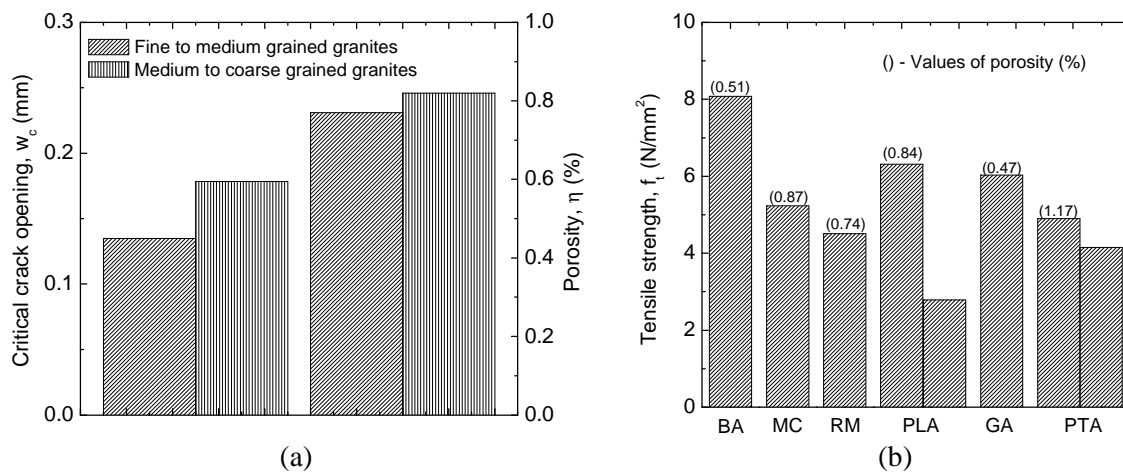 0.3
0.2
0.1
0.0
Critical crack opening, w_c (mm)
Fine to medium grained granites
Medium to coarse grained granites
1.0
0.8
0.6
0.4
0.2
0.0
Porosity, η (%)
(a)
10
8
6
4
2
0
Tensile strength, f_t (N/mm²)
() - Values of porosity (%)
(0.51)
(0.87)
(0.74)
(0.84)
(0.47)
(1.17)
BA MC RM PLA GA PTA
(b)